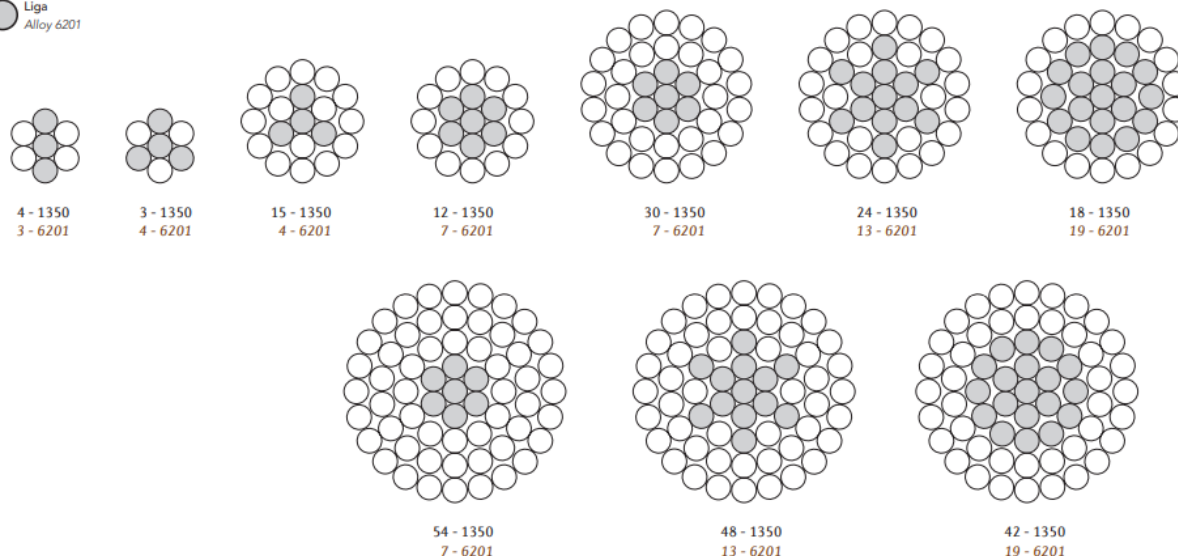 Liga
Alloy 6201
4 - 1350
3 - 6201
3 - 1350
4 - 6201
15 - 1350
4 - 6201
12 - 1350
7 - 6201
30 - 1350
7 - 6201
24 - 1350
13 - 6201
18 - 1350
19 - 6201
54 - 1350
7 - 6201
48 - 1350
13 - 6201
42 - 1350
19 - 6201